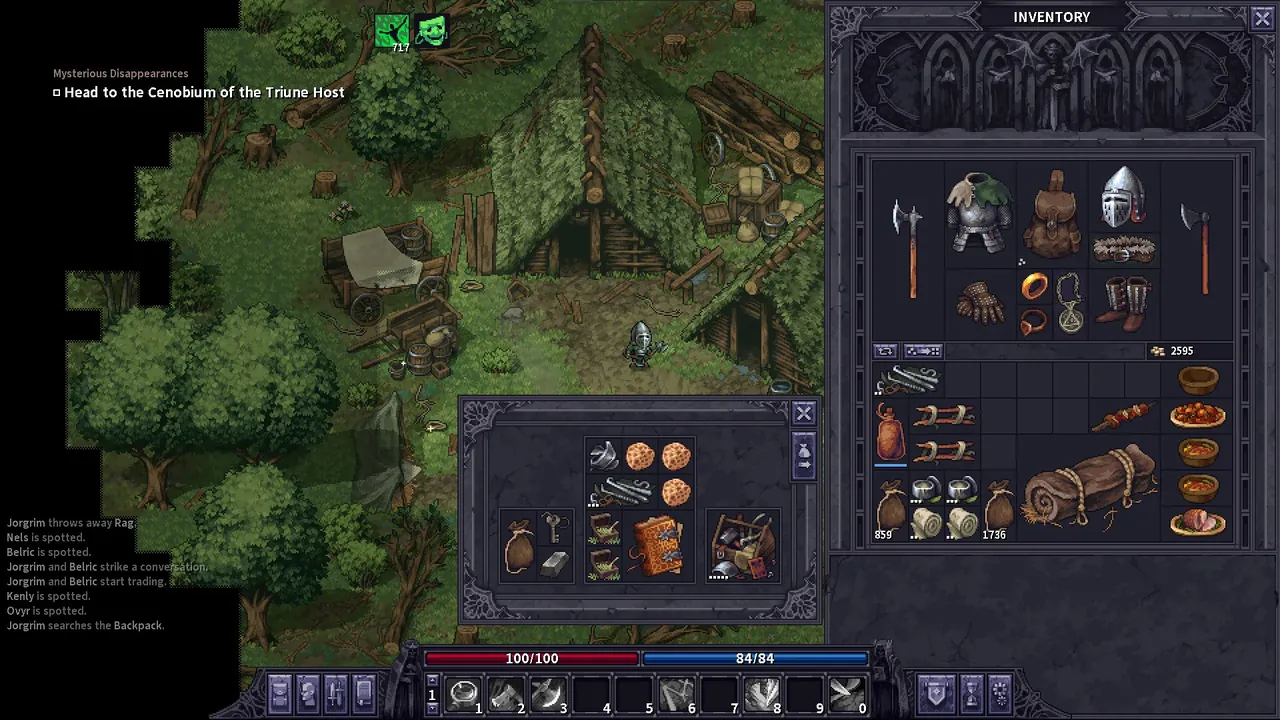 INVENTORY
717
Mysterious Disappearances
Head to the Cenobium of the Triune Host
2595
859
1736
Jorgrim throws away Rag.
Nels is spotted.
Belric is spotted.
Jorgrim and Belric strike a conversation.
Jorgrim and Belric start trading.
Kenly is spotted.
Ovyr is spotted.
Jorgrim searches the Backpack.
100/100
84/84
1
1 2 3 4 5 6 7 8 9 0